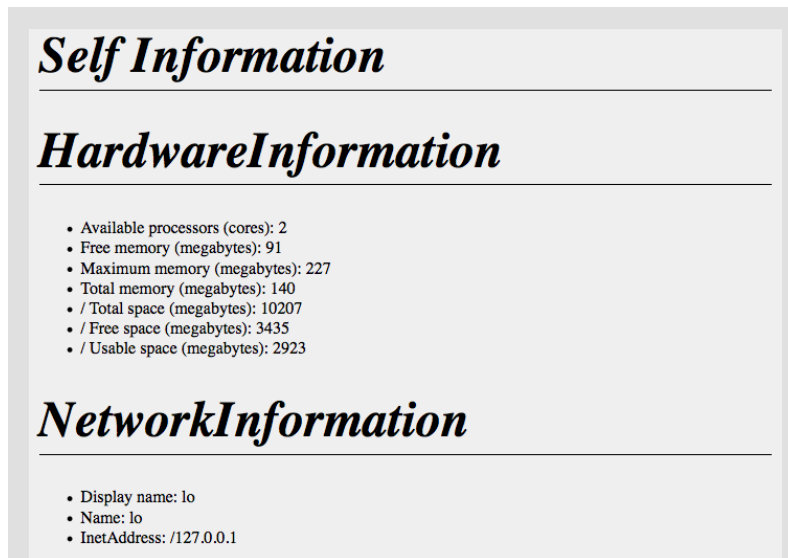 Self Information
HardwareInformation
Available processors (cores): 2
Free memory (megabytes): 91
Maximum memory (megabytes): 227
Total memory (megabytes): 140
/ Total space (megabytes): 10207
/ Free space (megabytes): 3435
/ Usable space (megabytes): 2923
NetworkInformation
Display name: lo
Name: lo
InetAddress: /127.0.0.1